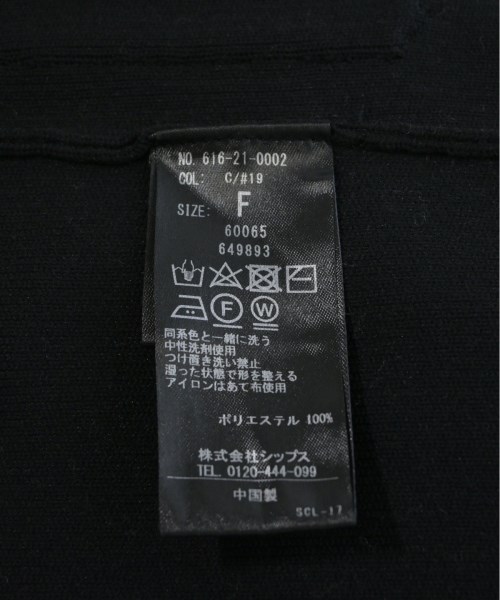 NO. 616-21-0002
COL: C/#19
SIZE: F
60065
649893
F W
同系色と一緒に洗う
中性洗剤使用
つけ置き洗い禁止
湿った状態で形を整える
アイロンはあて布使用
ポリエステル 100%
株式会社シップス
TEL. 0120-444-099
中国製
SCL-17